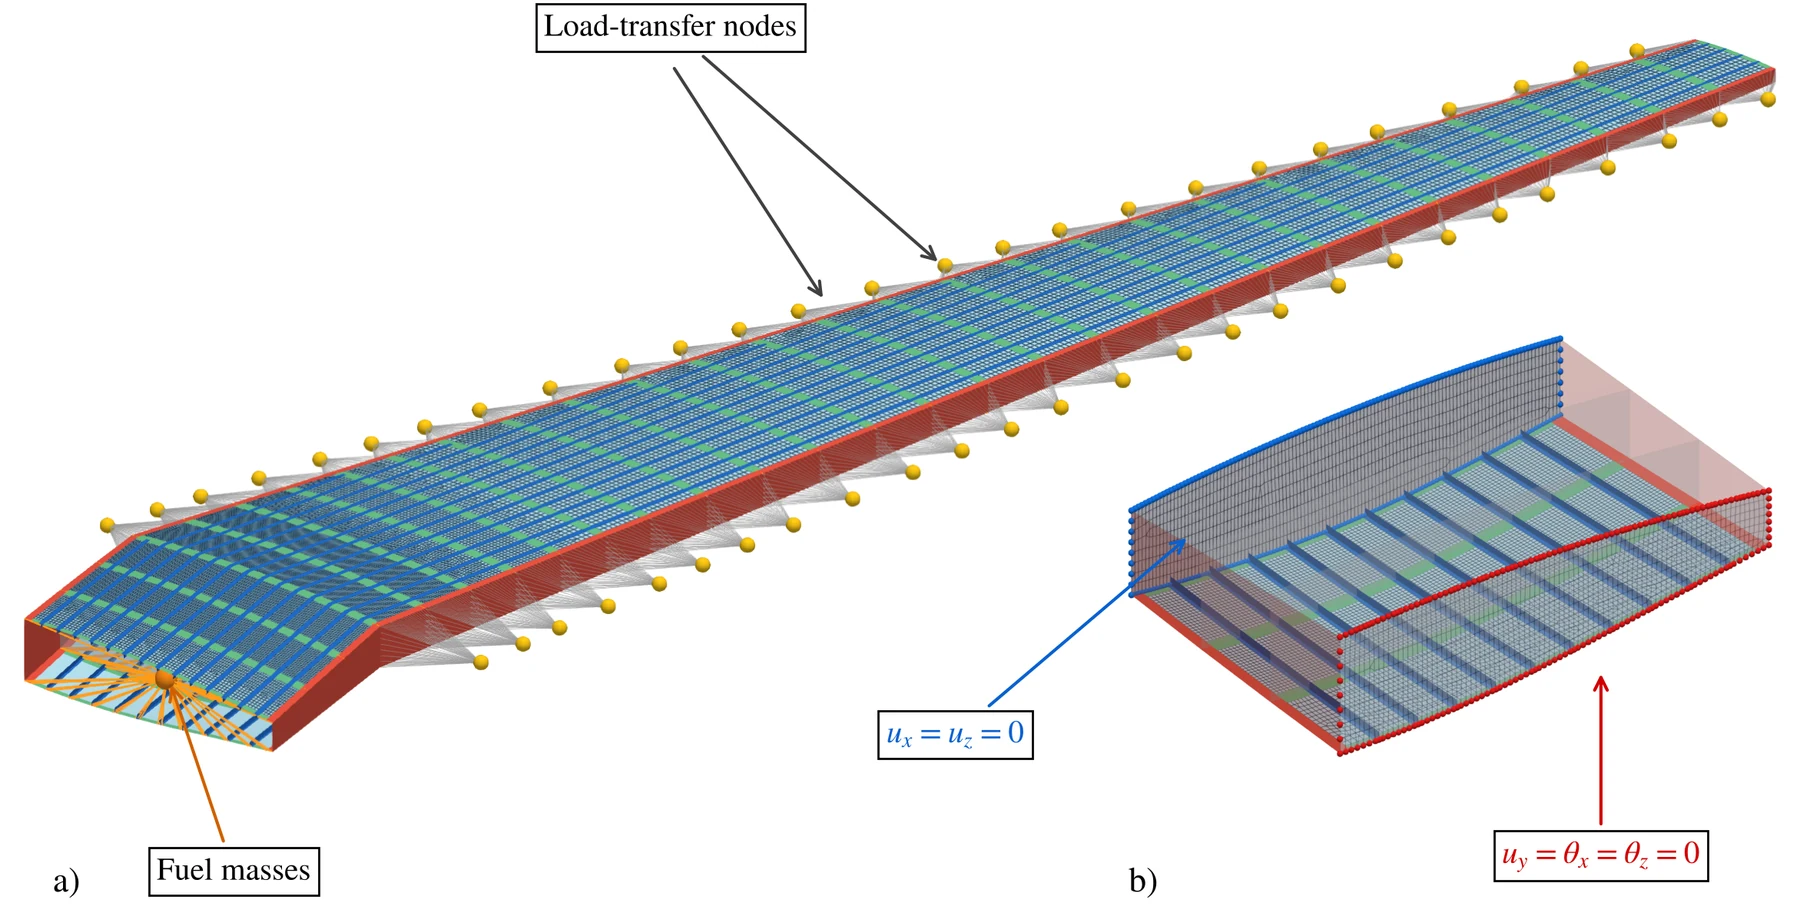 Load-transfer nodes
u_x = u_z = 0
u_y = θ_x = θ_z = 0
Fuel masses
a)
b)